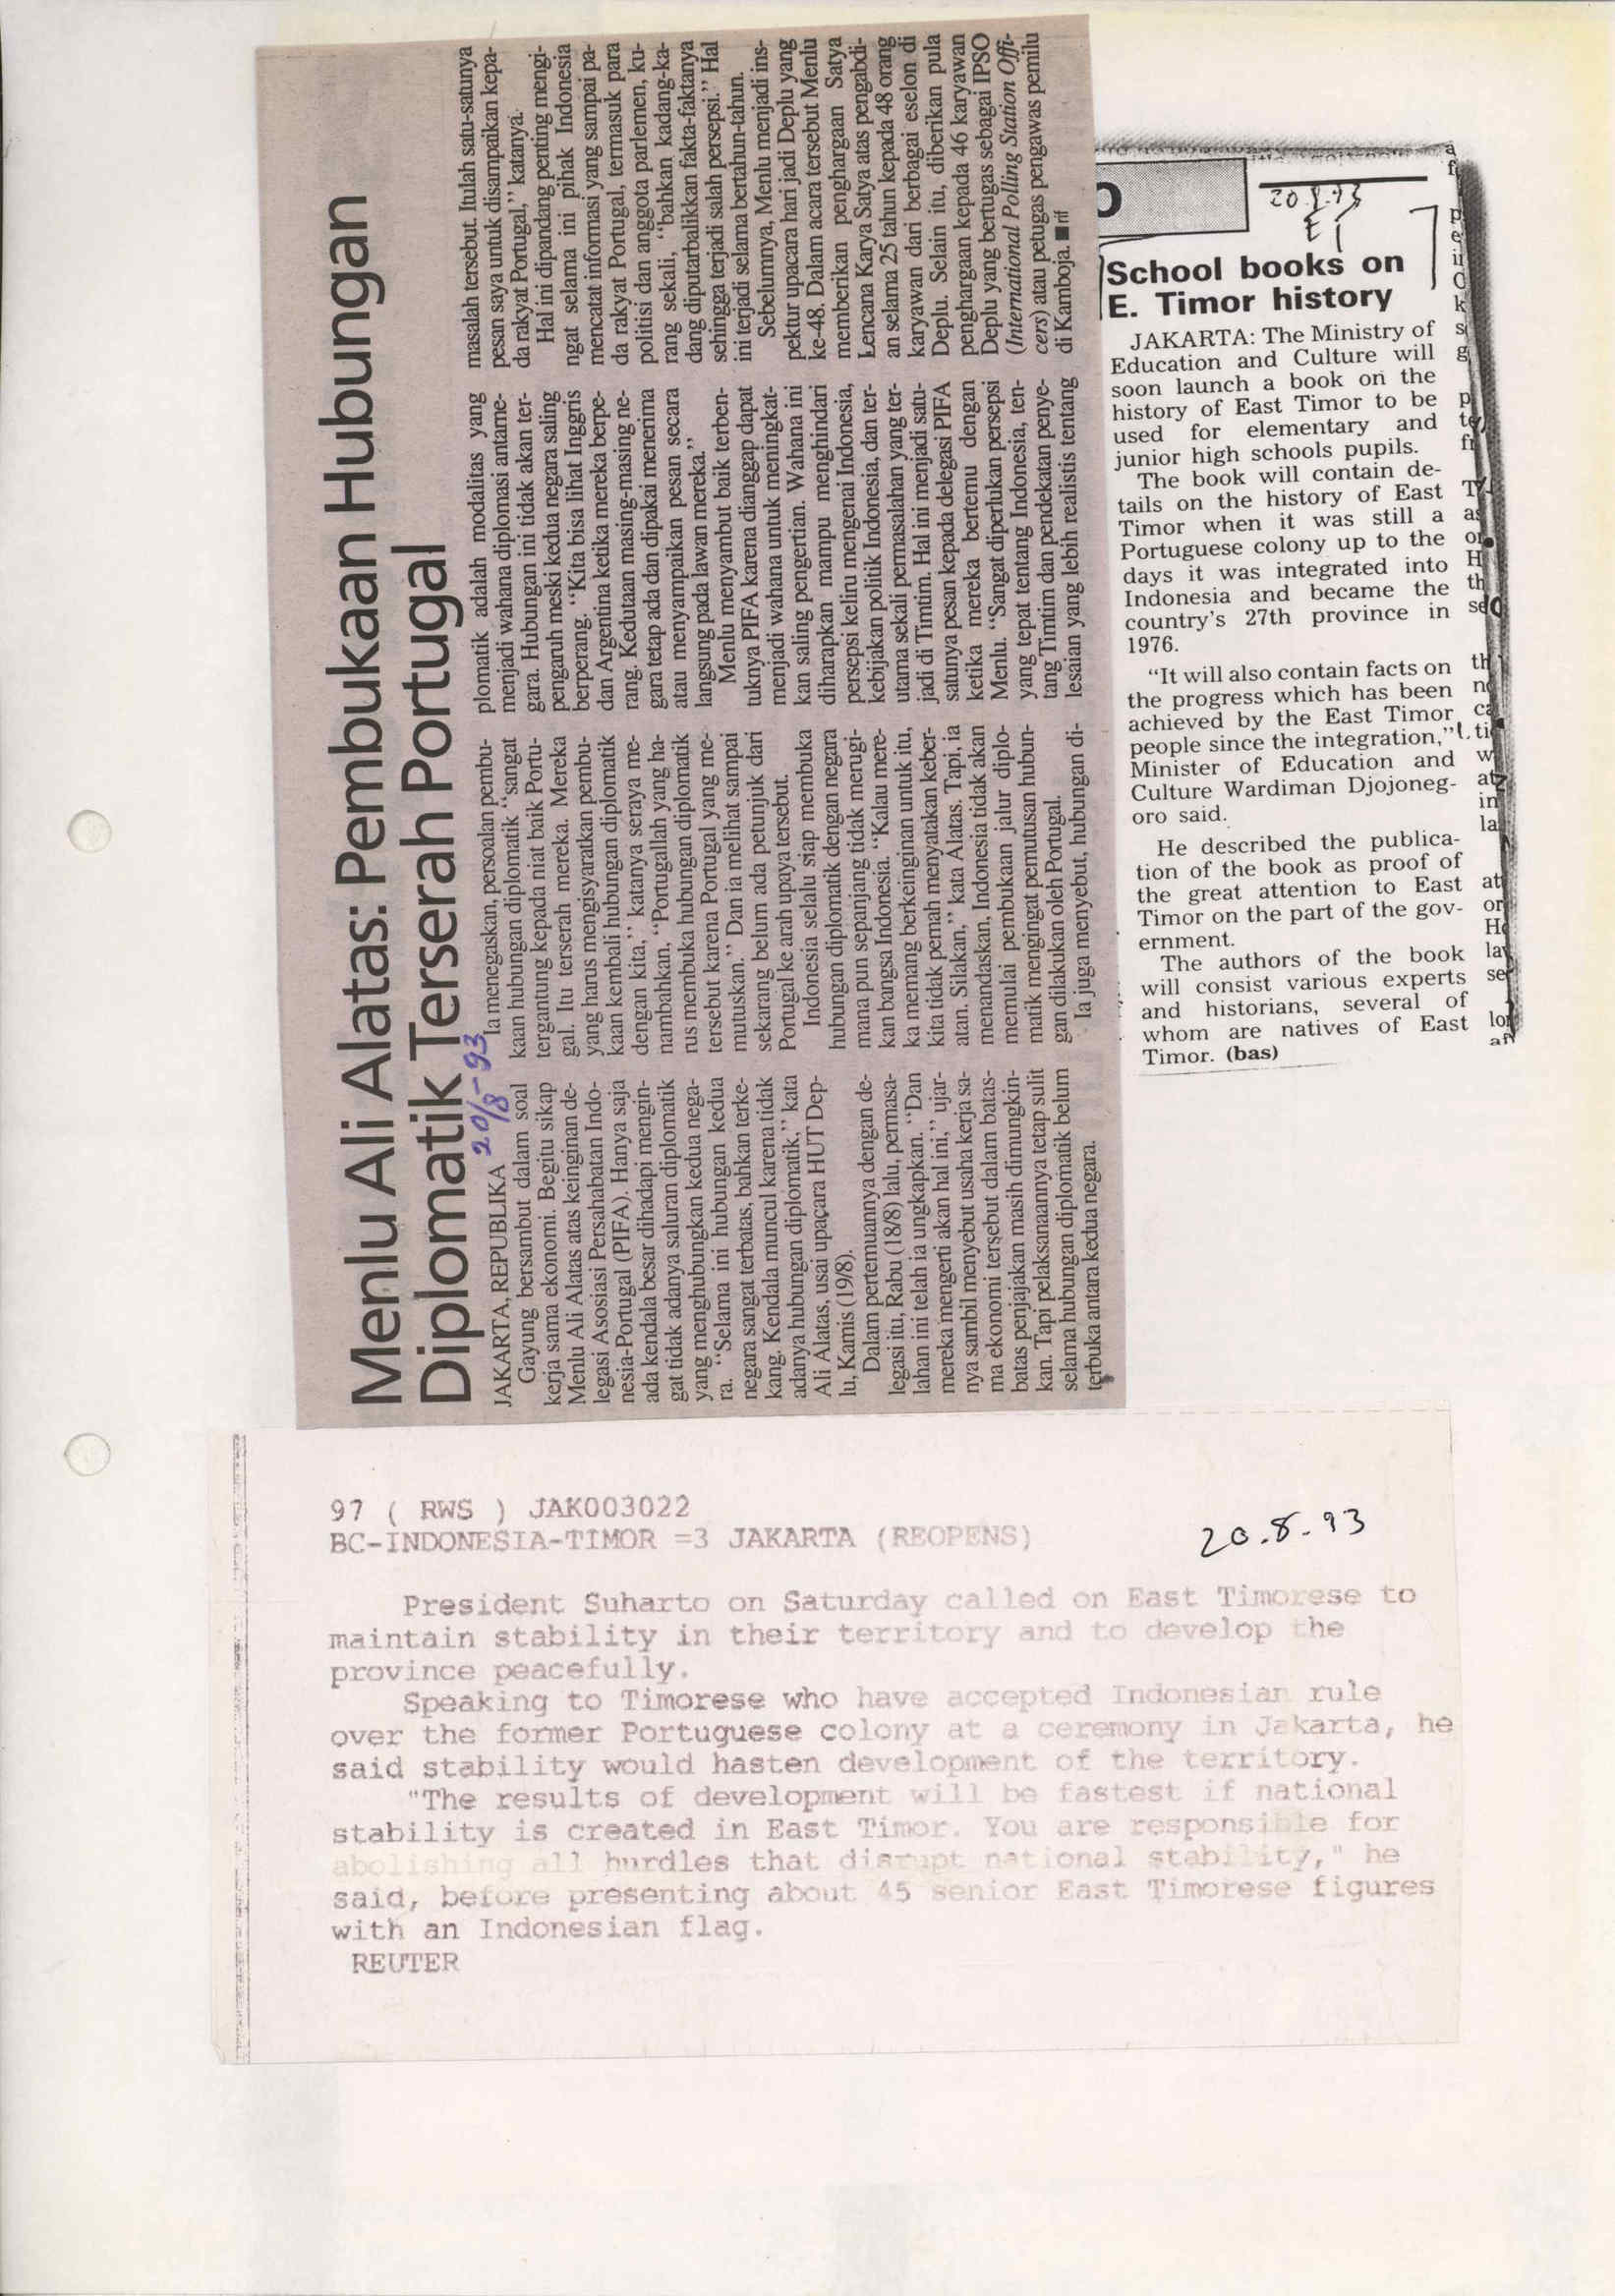 Menlu Ali Alatas: Pembukaan Hubungan
Diplomatik Terserah Portugal
20/8-93
JAKARTA, REPUBLIKA
Gayung bersambut dalam soal
kerja sama ekonomi. Begitu sikap
Menlu Ali Alatas atas keinginan de-
legasi Asosiasi Persahabatan Indo-
nesia-Portugal (PIFA). Hanya saja
ada kendala besar dihadapi mengin-
gat tidak adanya saluran diplomatik
yang menghubungkan kedua nega-
ra. "Selama ini hubungan kedua
negara sangat terbatas, bahkan terke-
kang. Kendala muncul karena tidak
adanya hubungan diplomatik," kata
Ali Alatas, usai upacara HUT Dep-
lu, Kamis (19/8).
Dalam pertemuannya dengan de-
legasi itu, Rabu (18/8) lalu, permasa-
lahan ini telah ia ungkapkan. "Dan
mereka mengerti akan hal ini," ujar-
nya sambil menyebut usaha kerja sa-
ma ekonomi tersebut dalam batas-
batas penjajakan masih dimungkin-
kan. Tapi pelaksanaannya tetap sulit
selama hubungan diplomatik belum
terbuka antara kedua negara.
Ia menegaskan, persoalan pembu-
kaan hubungan diplomatik "sangat
tergantung kepada niat baik Portu-
gal. Itu terserah mereka. Mereka
yang harus mengisyaratkan pembu-
kaan kembali hubungan diplomatik
dengan kita," katanya seraya me-
nambahkan, "Portugallah yang ha-
rus membuka hubungan diplomatik
tersebut karena Portugal yang me-
mutuskan." Dan ia melihat sampai
sekarang belum ada petunjuk dari
Portugal ke arah upaya tersebut.
Indonesia selalu siap membuka
hubungan diplomatik dengan negara
mana pun sepanjang tidak merugi-
kan bangsa Indonesia. "Kalau mere-
ka memang berkeinginan untuk itu,
kita tidak pernah menyatakan keber-
atan. Silakan," kata Alatas. Tapi, ia
menandaskan, Indonesia tidak akan
memulai pembukaan jalur diplo-
matik mengingat pemutusan hubun-
gan dilakukan oleh Portugal.
Ia juga menyebut, hubungan di-
plomatik adalah modalitas yang
menjadi wahana diplomasi antarne-
gara. Hubungan ini tidak akan ter-
pengaruh meski kedua negara saling
berperang. "Kita bisa lihat Inggris
dan Argentina ketika mereka berpe-
rang. Kedutaan masing-masing ne-
gara tetap ada dan dipakai menerima
atau menyampaikan pesan secara
langsung pada lawan mereka."
Menlu menyambut baik terben-
tuknya PIFA karena dianggap dapat
menjadi wahana untuk meningkat-
kan saling pengertian. Wahana ini
diharapkan mampu menghindari
persepsi keliru mengenai Indonesia,
kebijakan politik Indonesia, dan ter-
utama sekali permasalahan yang ter-
jadi di Timtim. Hal ini menjadi satu-
satunya pesan kepada delegasi PIFA
ketika mereka bertemu dengan
Menlu. "Sangat diperlukan persepsi
yang tepat tentang Indonesia, ten-
tang Timtim dan pendekatan penye-
lesaian yang lebih realistis tentang
masalah tersebut. Itulah satu-satunya
pesan saya untuk disampaikan kepa-
da rakyat Portugal," katanya.
Hal ini dipandang penting mengi-
ngat selama ini pihak Indonesia
mencatat informasi yang sampai pa-
da rakyat Portugal, termasuk para
politisi dan anggota parlemen, ku-
rang sekali, "bahkan kadang-ka-
dang diputarbalikkan fakta-faktanya
sehingga terjadi salah persepsi." Hal
ini terjadi selama bertahun-tahun.
Sebelumnya, Menlu menjadi ins-
pektur upacara hari jadi Deplu yang
ke-48. Dalam acara tersebut Menlu
memberikan penghargaan Satya
Lencana Karya Satya atas pengabdi-
an selama 25 tahun kepada 48 orang
karyawan dari berbagai eselon di
Deplu. Selain itu, diberikan pula
penghargaan kepada 46 karyawan
Deplu yang bertugas sebagai IPSO
(International Polling Station Offi-
cers) atau petugas pengawas pemilu
di Kamboja. ■ rif
20.8.93
ET
School books on
E. Timor history
JAKARTA: The Ministry of
Education and Culture will
soon launch a book on the
history of East Timor to be
used for elementary and
junior high schools pupils.
The book will contain de-
tails on the history of East
Timor when it was still a
Portuguese colony up to the
days it was integrated into
Indonesia and became the
country's 27th province in
1976.
"It will also contain facts on
the progress which has been
achieved by the East Timor
people since the integration,"
Minister of Education and
Culture Wardiman Djojoneg-
oro said.
He described the publica-
tion of the book as proof of
the great attention to East
Timor on the part of the gov-
ernment.
The authors of the book
will consist various experts
and historians, several of
whom are natives of East
Timor. (bas)
97 ( RWS ) JAK003022
BC-INDONESIA-TIMOR =3 JAKARTA (REOPENS)
20.8.93
President Suharto on Saturday called on East Timorese to
maintain stability in their territory and to develop the
province peacefully.
Speaking to Timorese who have accepted Indonesian rule
over the former Portuguese colony at a ceremony in Jakarta, he
said stability would hasten development of the territory.
"The results of development will be fastest if national
stability is created in East Timor. You are responsible for
abolishing all hurdles that disrupt national stability," he
said, before presenting about 45 senior East Timorese figures
with an Indonesian flag.
REUTER